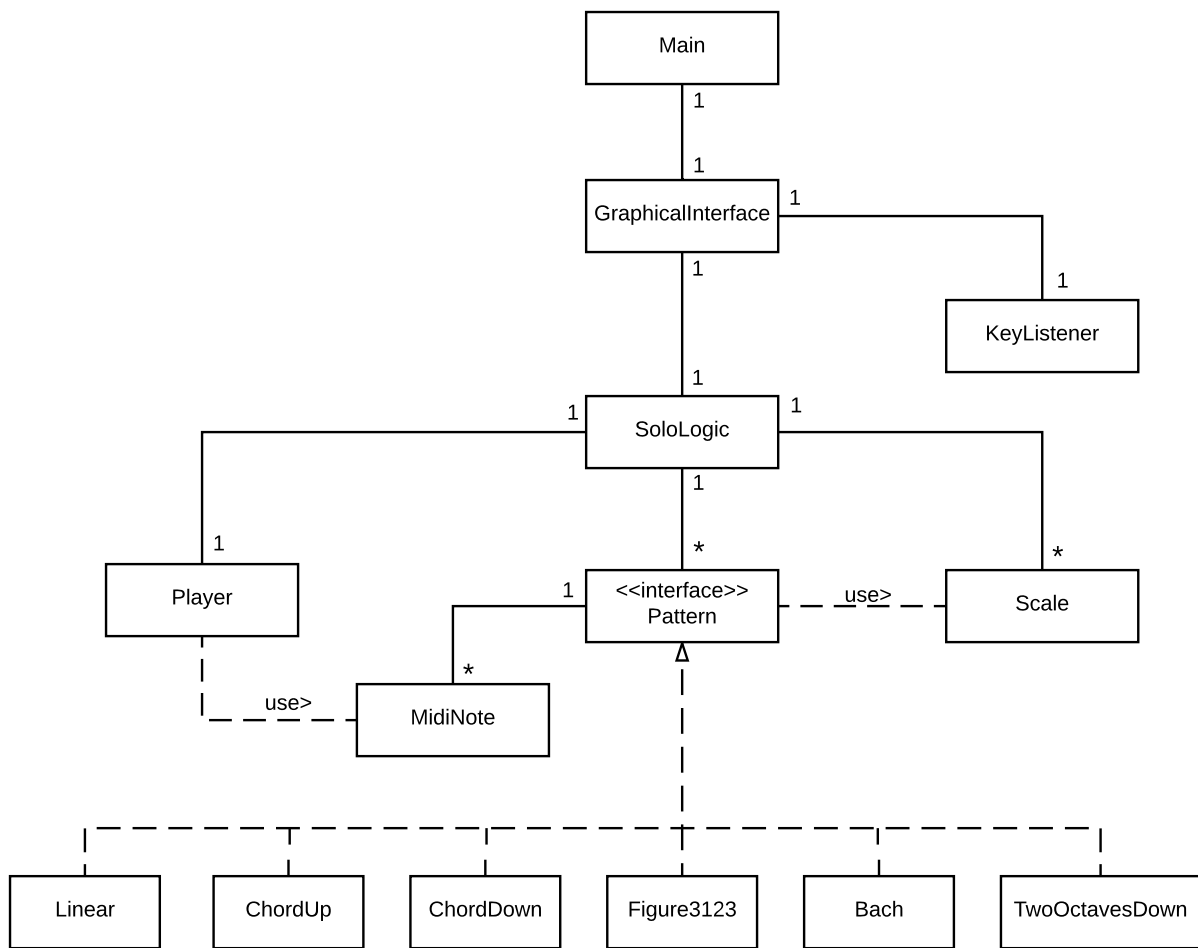 Main
1
1
GraphicalInterface
1
1
1
KeyListener
1
1
SoloLogic
1
1
1
*
*
Player
1
<<interface>>
Pattern
use>
Scale
*
use>
MidiNote
Linear
ChordUp
ChordDown
Figure3123
Bach
TwoOctavesDown